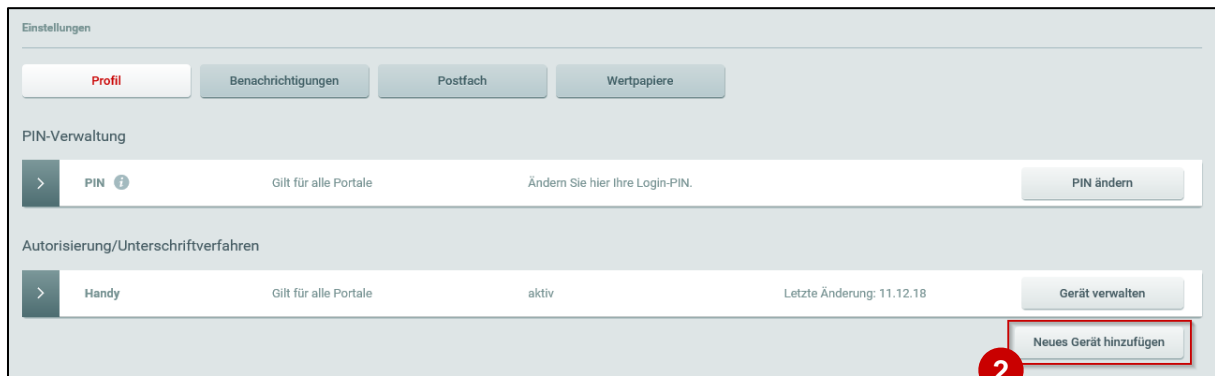 Einstellungen
Profil Benachrichtigungen Postfach Wertpapiere
PIN-Verwaltung
PIN i Gilt für alle Portale Ändern Sie hier Ihre Login-PIN. PIN ändern
Autorisierung/Unterschriftverfahren
Handy Gilt für alle Portale aktiv Letzte Änderung: 11.12.18 Gerät verwalten
Neues Gerät hinzufügen
2